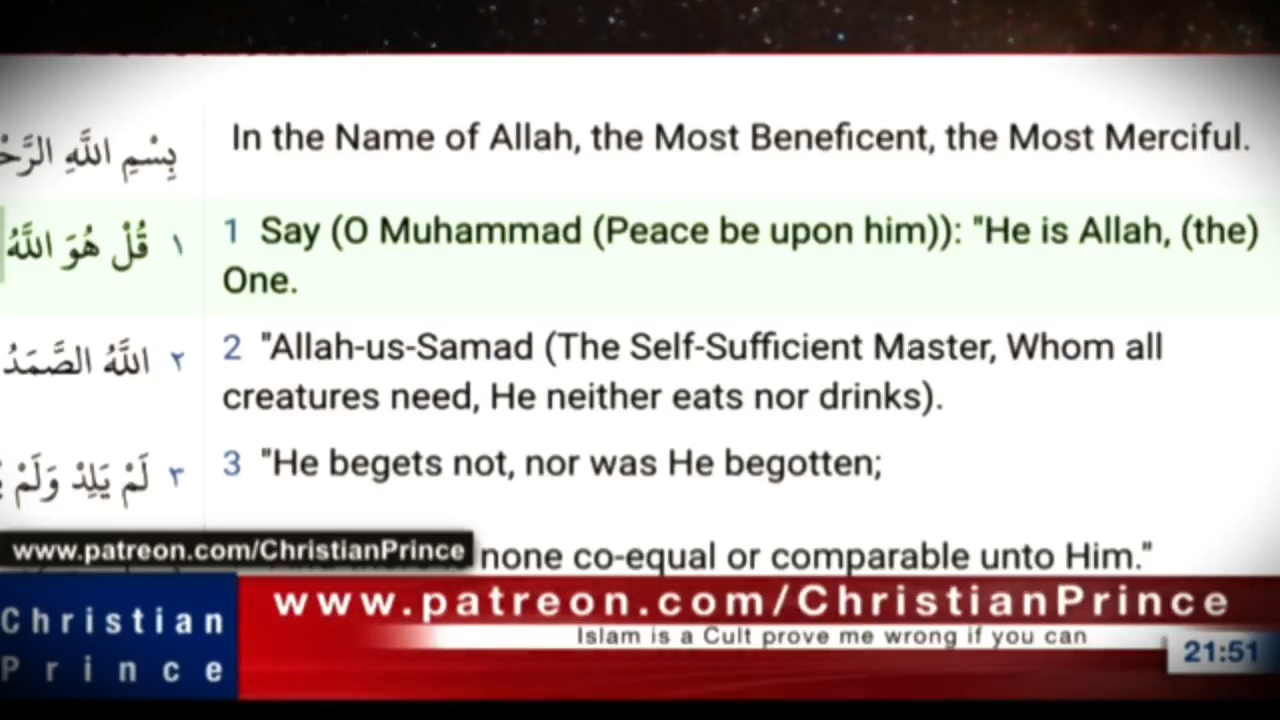 بِسْمِ اللَّهِ
In the Name of Allah, the Most Beneficent, the Most Merciful.
١ قُلْ هُوَ اللَّهُ
1 Say (O Muhammad (Peace be upon him)): "He is Allah, (the)
One.
٢ اللَّهُ الصَّمَدُ
2 "Allah-us-Samad (The Self-Sufficient Master, Whom all
creatures need, He neither eats nor drinks).
٣ لَمْ يَلِدْ وَلَمْ
3 "He begets not, nor was He begotten;
none co-equal or comparable unto Him."
www.patreon.com/ChristianPrince
Christian
Prince
www.patreon.com/ChristianPrince
Islam is a Cult prove me wrong if you can
21:51